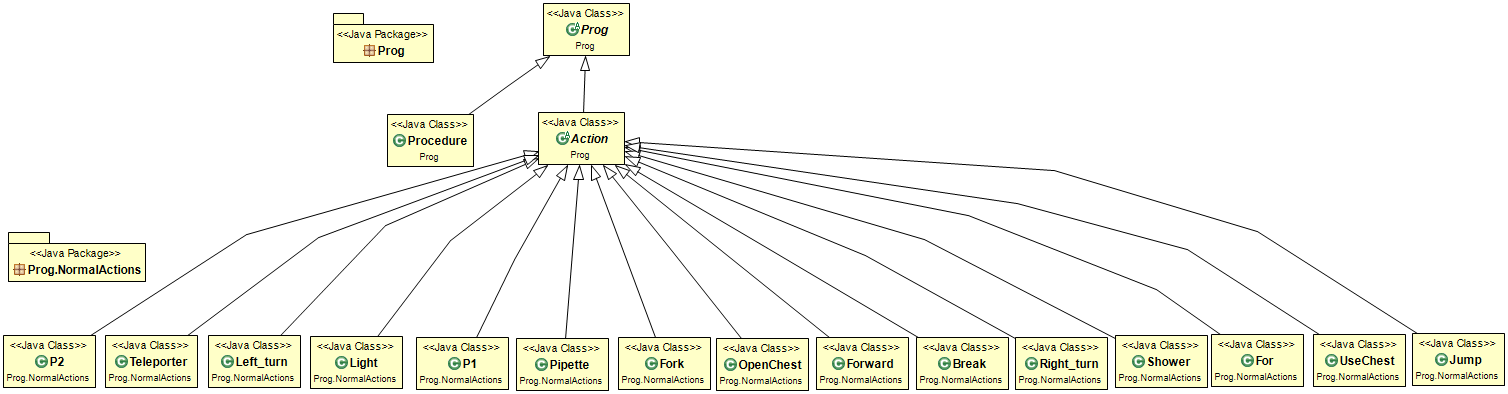 <<Java Package>>
Prog
<<Java Class>>
Prog
Prog
<<Java Class>>
Procedure
Prog
<<Java Class>>
Action
Prog
<<Java Package>>
Prog.NormalActions
<<Java Class>>
P2
Prog.NormalActions
<<Java Class>>
Teleporter
Prog.NormalActions
<<Java Class>>
Left_turn
Prog.NormalActions
<<Java Class>>
Light
Prog.NormalActions
<<Java Class>>
P1
Prog.NormalActions
<<Java Class>>
Pipette
Prog.NormalActions
<<Java Class>>
Fork
Prog.NormalActions
<<Java Class>>
OpenChest
Prog.NormalActions
<<Java Class>>
Forward
Prog.NormalActions
<<Java Class>>
Break
Prog.NormalActions
<<Java Class>>
Right_turn
Prog.NormalActions
<<Java Class>>
Shower
Prog.NormalActions
<<Java Class>>
For
Prog.NormalActions
<<Java Class>>
UseChest
Prog.NormalActions
<<Java Class>>
Jump
Prog.NormalActions